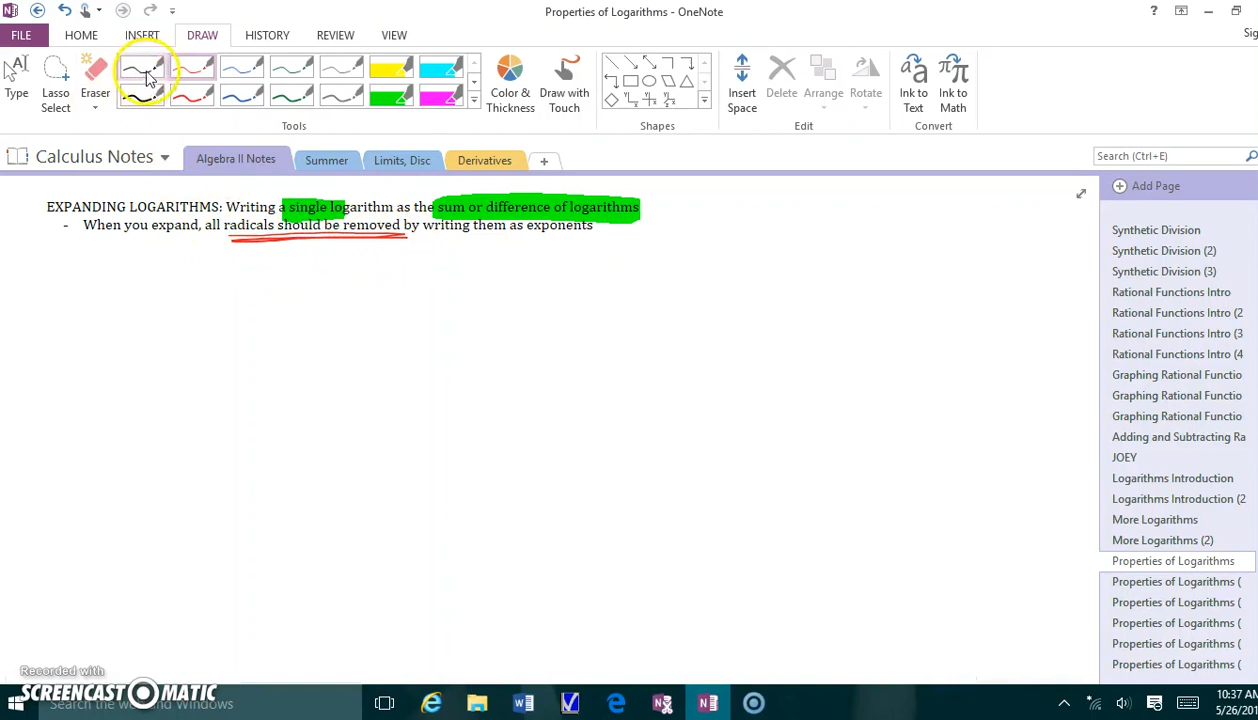 Properties of Logarithms - OneNote
?
FILE
HOME
INSERT
DRAW
HISTORY
REVIEW
VIEW
Sig
Type
Lasso
Select
Eraser
Color &
Thickness
Draw with
Touch
Insert
Space
Delete
Arrange
Rotate
Ink to
Text
Ink to
Math
Tools
Shapes
Edit
Convert
Calculus Notes
Algebra II Notes
Summer
Limits, Disc
Derivatives
Search (Ctrl+E)
Add Page
EXPANDING LOGARITHMS: Writing a single logarithm as the sum or difference of logarithms
- When you expand, all radicals should be removed by writing them as exponents
Synthetic Division
Synthetic Division (2)
Synthetic Division (3)
Rational Functions Intro
Rational Functions Intro (2
Rational Functions Intro (3
Rational Functions Intro (4
Graphing Rational Functio
Graphing Rational Functio
Graphing Rational Functio
Adding and Subtracting Ra
JOEY
Logarithms Introduction
Logarithms Introduction (2
More Logarithms
More Logarithms (2)
Properties of Logarithms
Properties of Logarithms (
Properties of Logarithms (
Properties of Logarithms (
Properties of Logarithms (
Properties of Logarithms (
Recorded with
SCREENCAST-O-MATIC
Search the web and Windows
10:37 AM
5/26/201